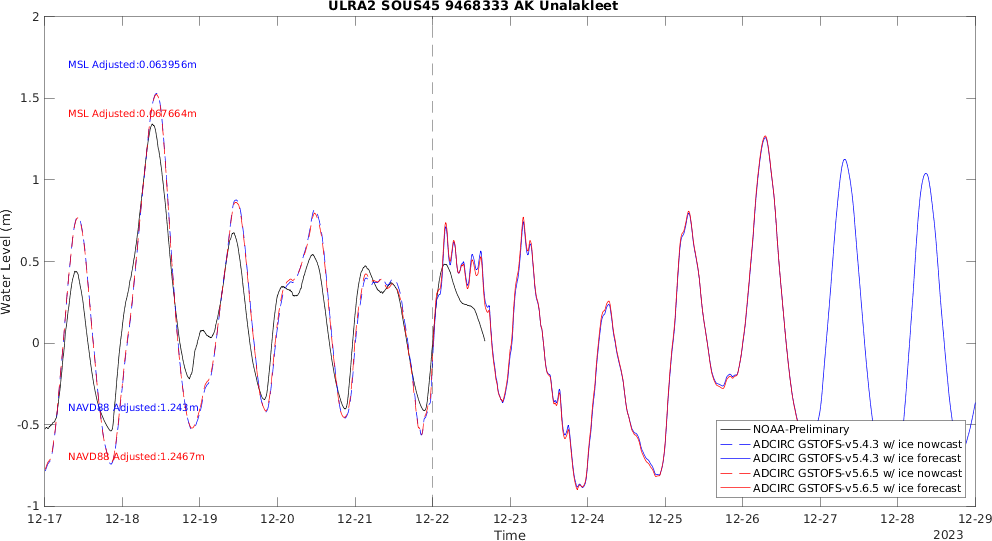 ULRA2 SOUS45 9468333 AK Unalakleet
2
MSL Adjusted:0.063956m
1.5
MSL Adjusted:0.067664m
1
0.5
0
NAVD88 Adjusted:1.243m
-0.5
NAVD88 Adjusted:1.2467m
-1
Water Level (m)
NOAA-Preliminary
ADCIRC GSTOFS-v5.4.3 w/ ice nowcast
ADCIRC GSTOFS-v5.4.3 w/ ice forecast
ADCIRC GSTOFS-v5.6.5 w/ ice nowcast
ADCIRC GSTOFS-v5.6.5 w/ ice forecast
12-17 12-18 12-19 12-20 12-21 12-22 12-23 12-24 12-25 12-26 12-27 12-28 12-29
Time
2023